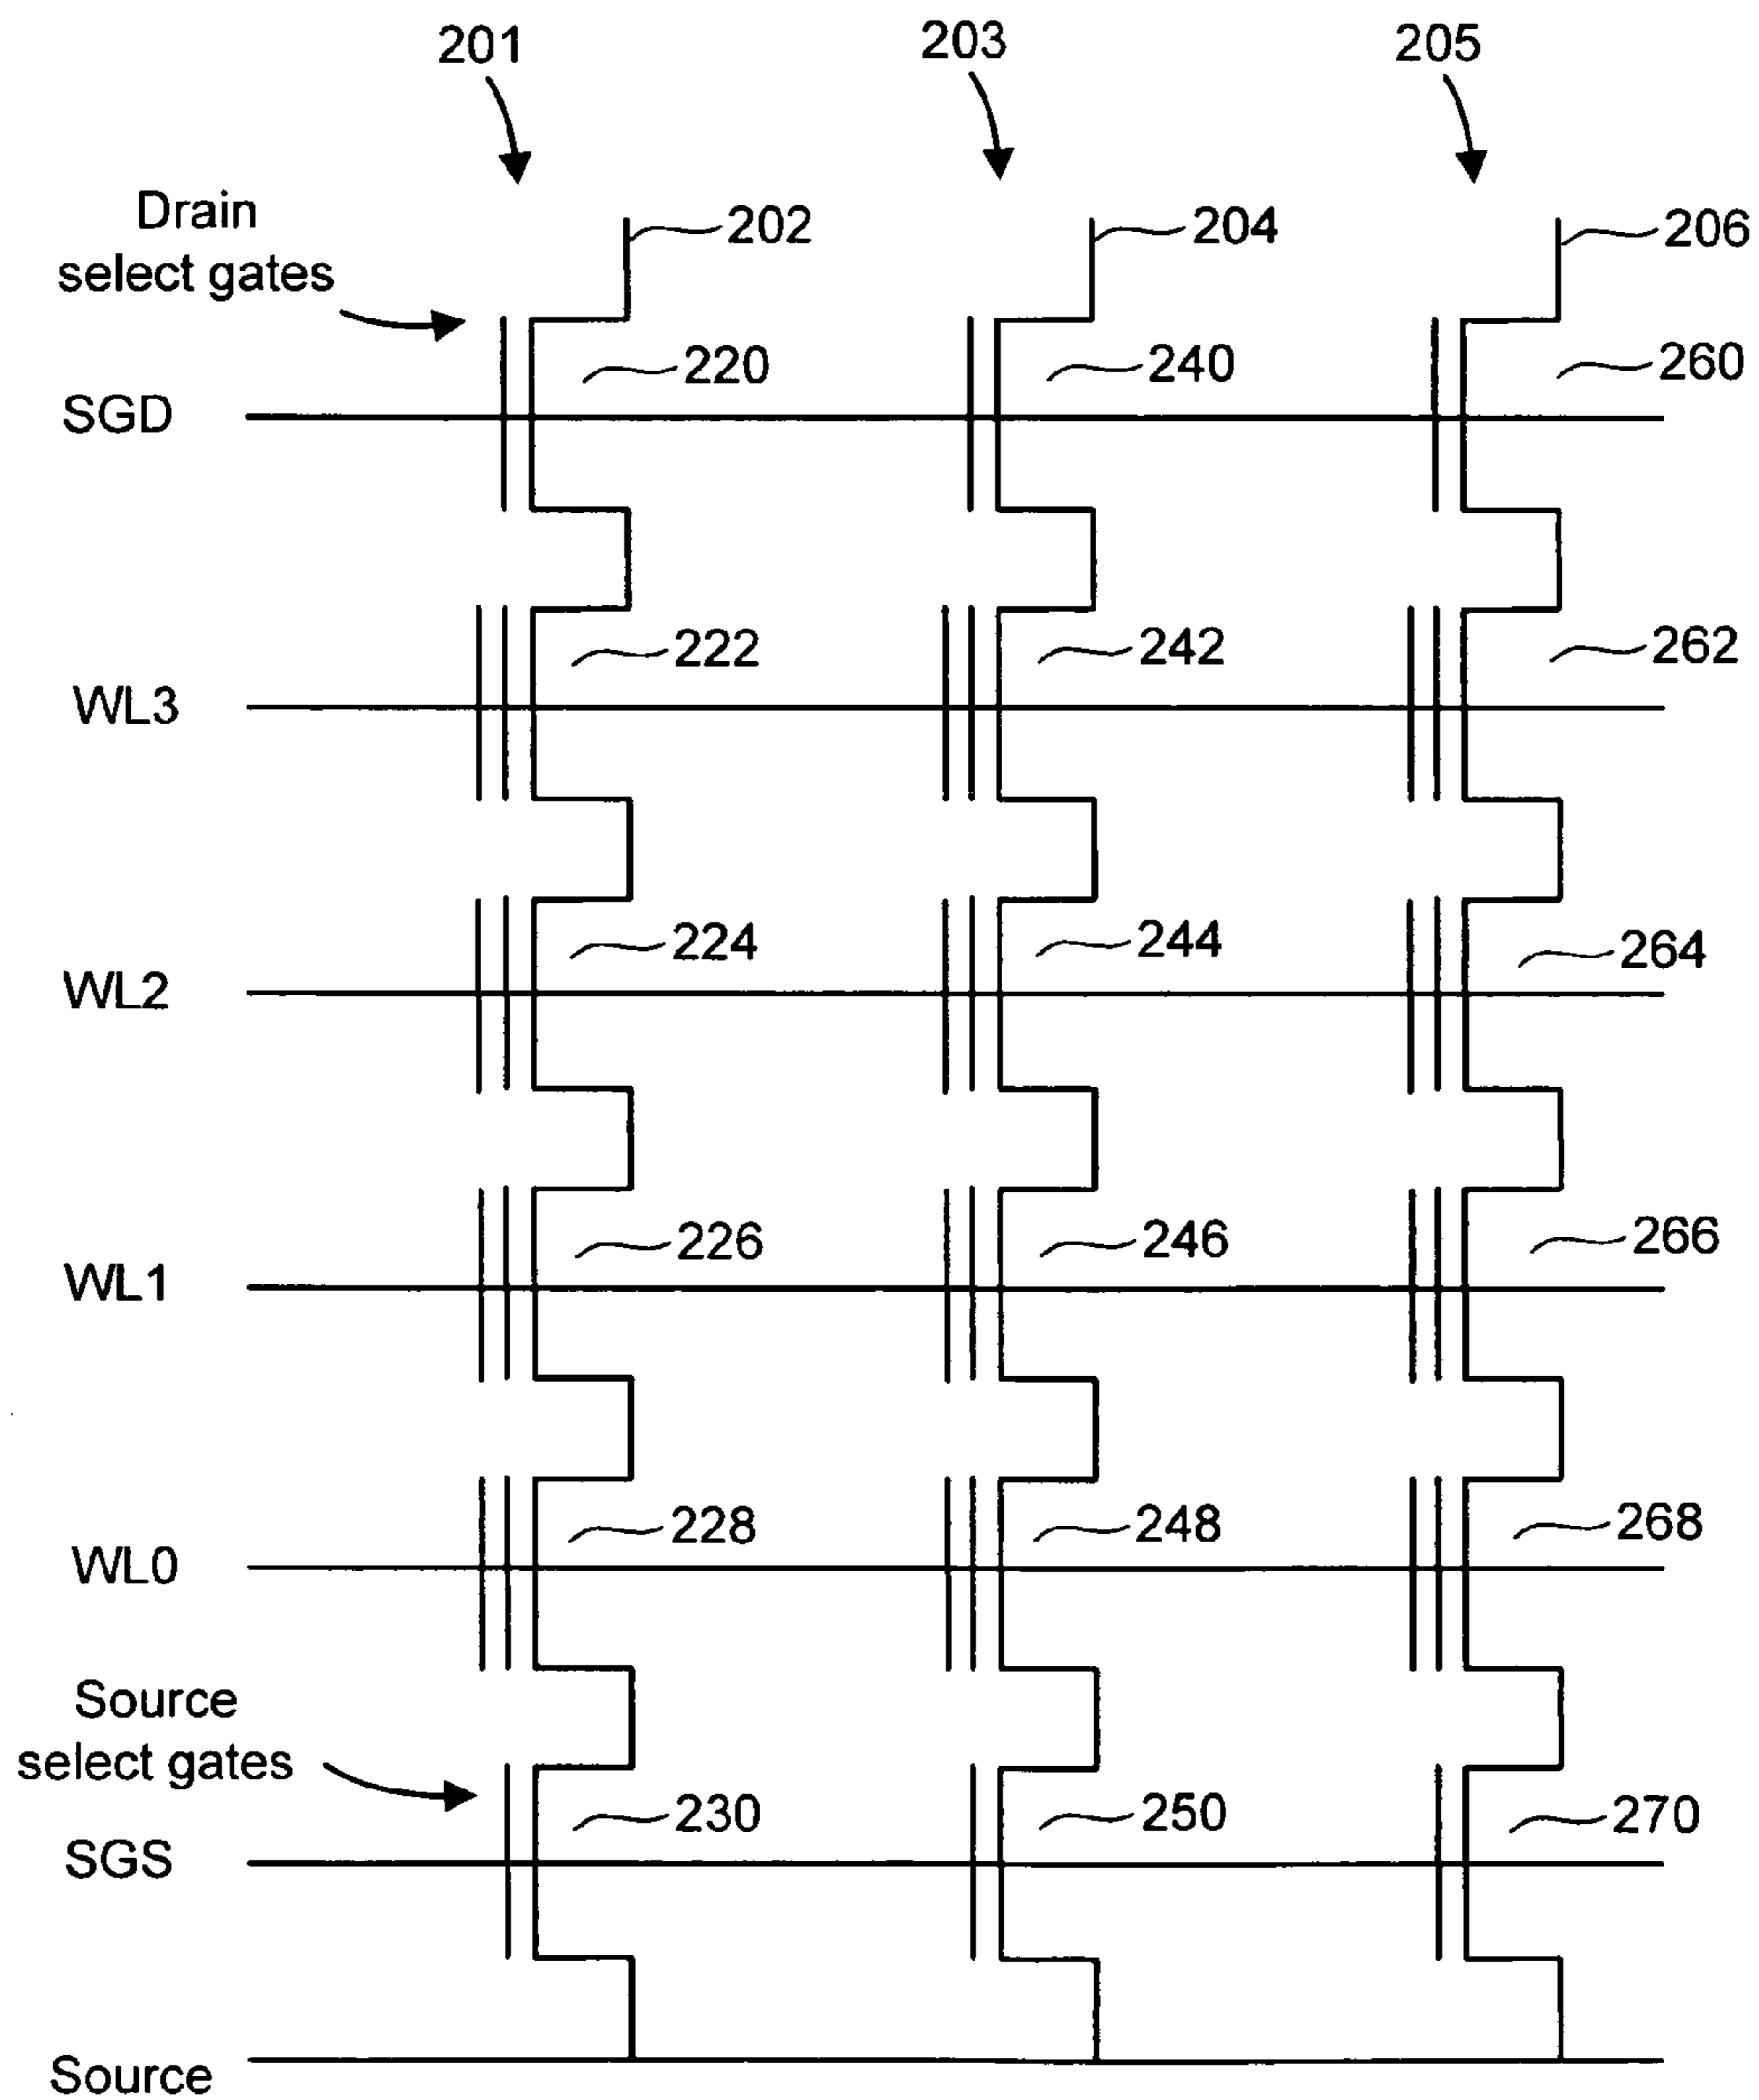 201
203
205
Drain
select gates
202
204
206
220
240
260
SGD
222
242
262
WL3
224
244
264
WL2
226
246
266
WL1
228
248
268
WL0
Source
select gates
230
250
270
SGS
Source